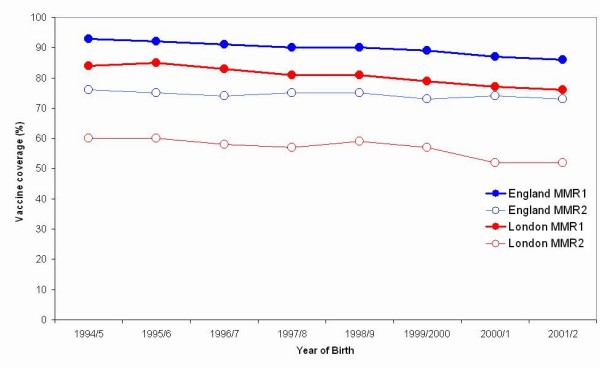 100
90
80
70
60
50
40
30
20
10
0
Vaccine coverage (%)
England MMR1
England MMR2
London MMR1
London MMR2
1994/5 1995/6 1996/7 1997/8 1998/9 1999/2000 2000/1 2001/2
Year of Birth